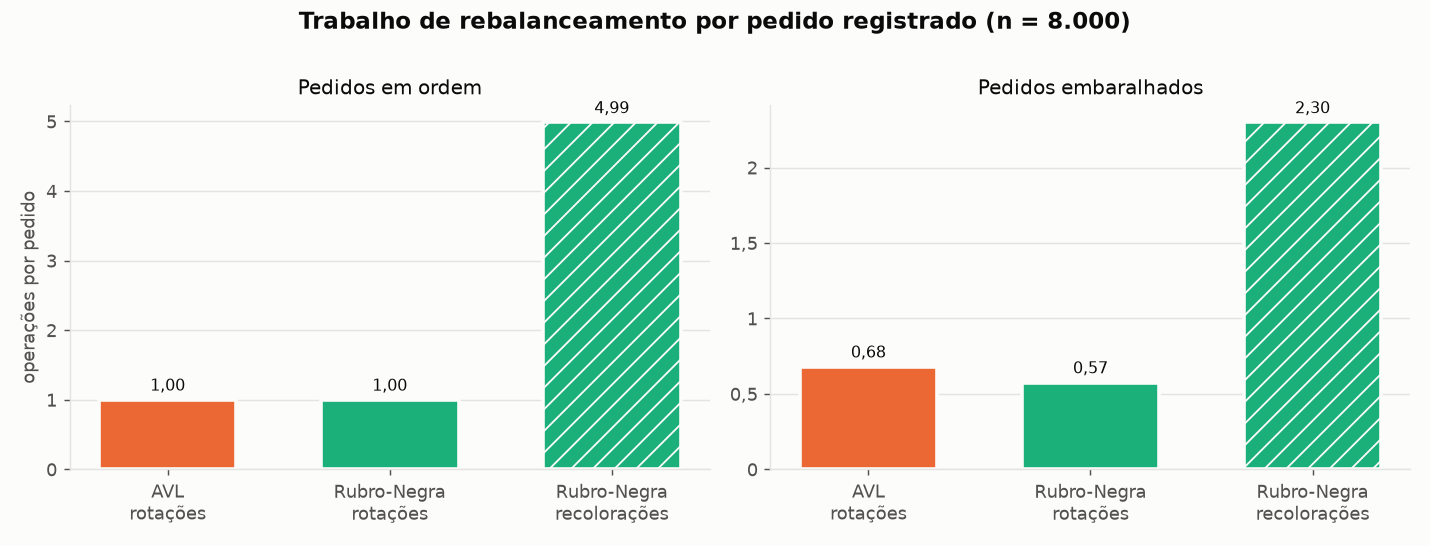 Trabalho de rebalanceamento por pedido registrado (n = 8.000)
Pedidos em ordem
operações por pedido
5
4
3
2
1
0
1,00
1,00
4,99
AVL
rotações
Rubro-Negra
rotações
Rubro-Negra
recolorações
Pedidos embaralhados
2
1,5
1
0,5
0
0,68
0,57
2,30
AVL
rotações
Rubro-Negra
rotações
Rubro-Negra
recolorações